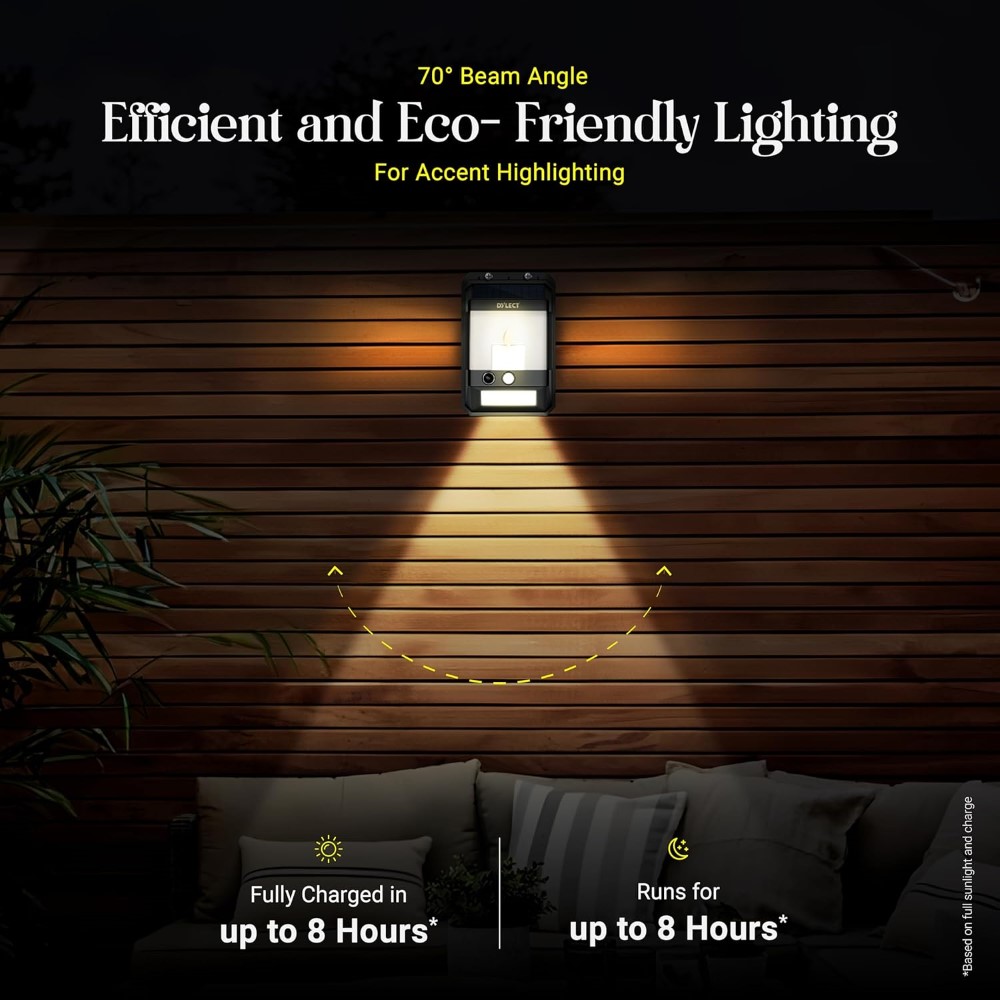 70° Beam Angle
Efficient and Eco- Friendly Lighting
For Accent Highlighting
Fully Charged in
up to 8 Hours*
Runs for
up to 8 Hours*
*Based on full sunlight and charge